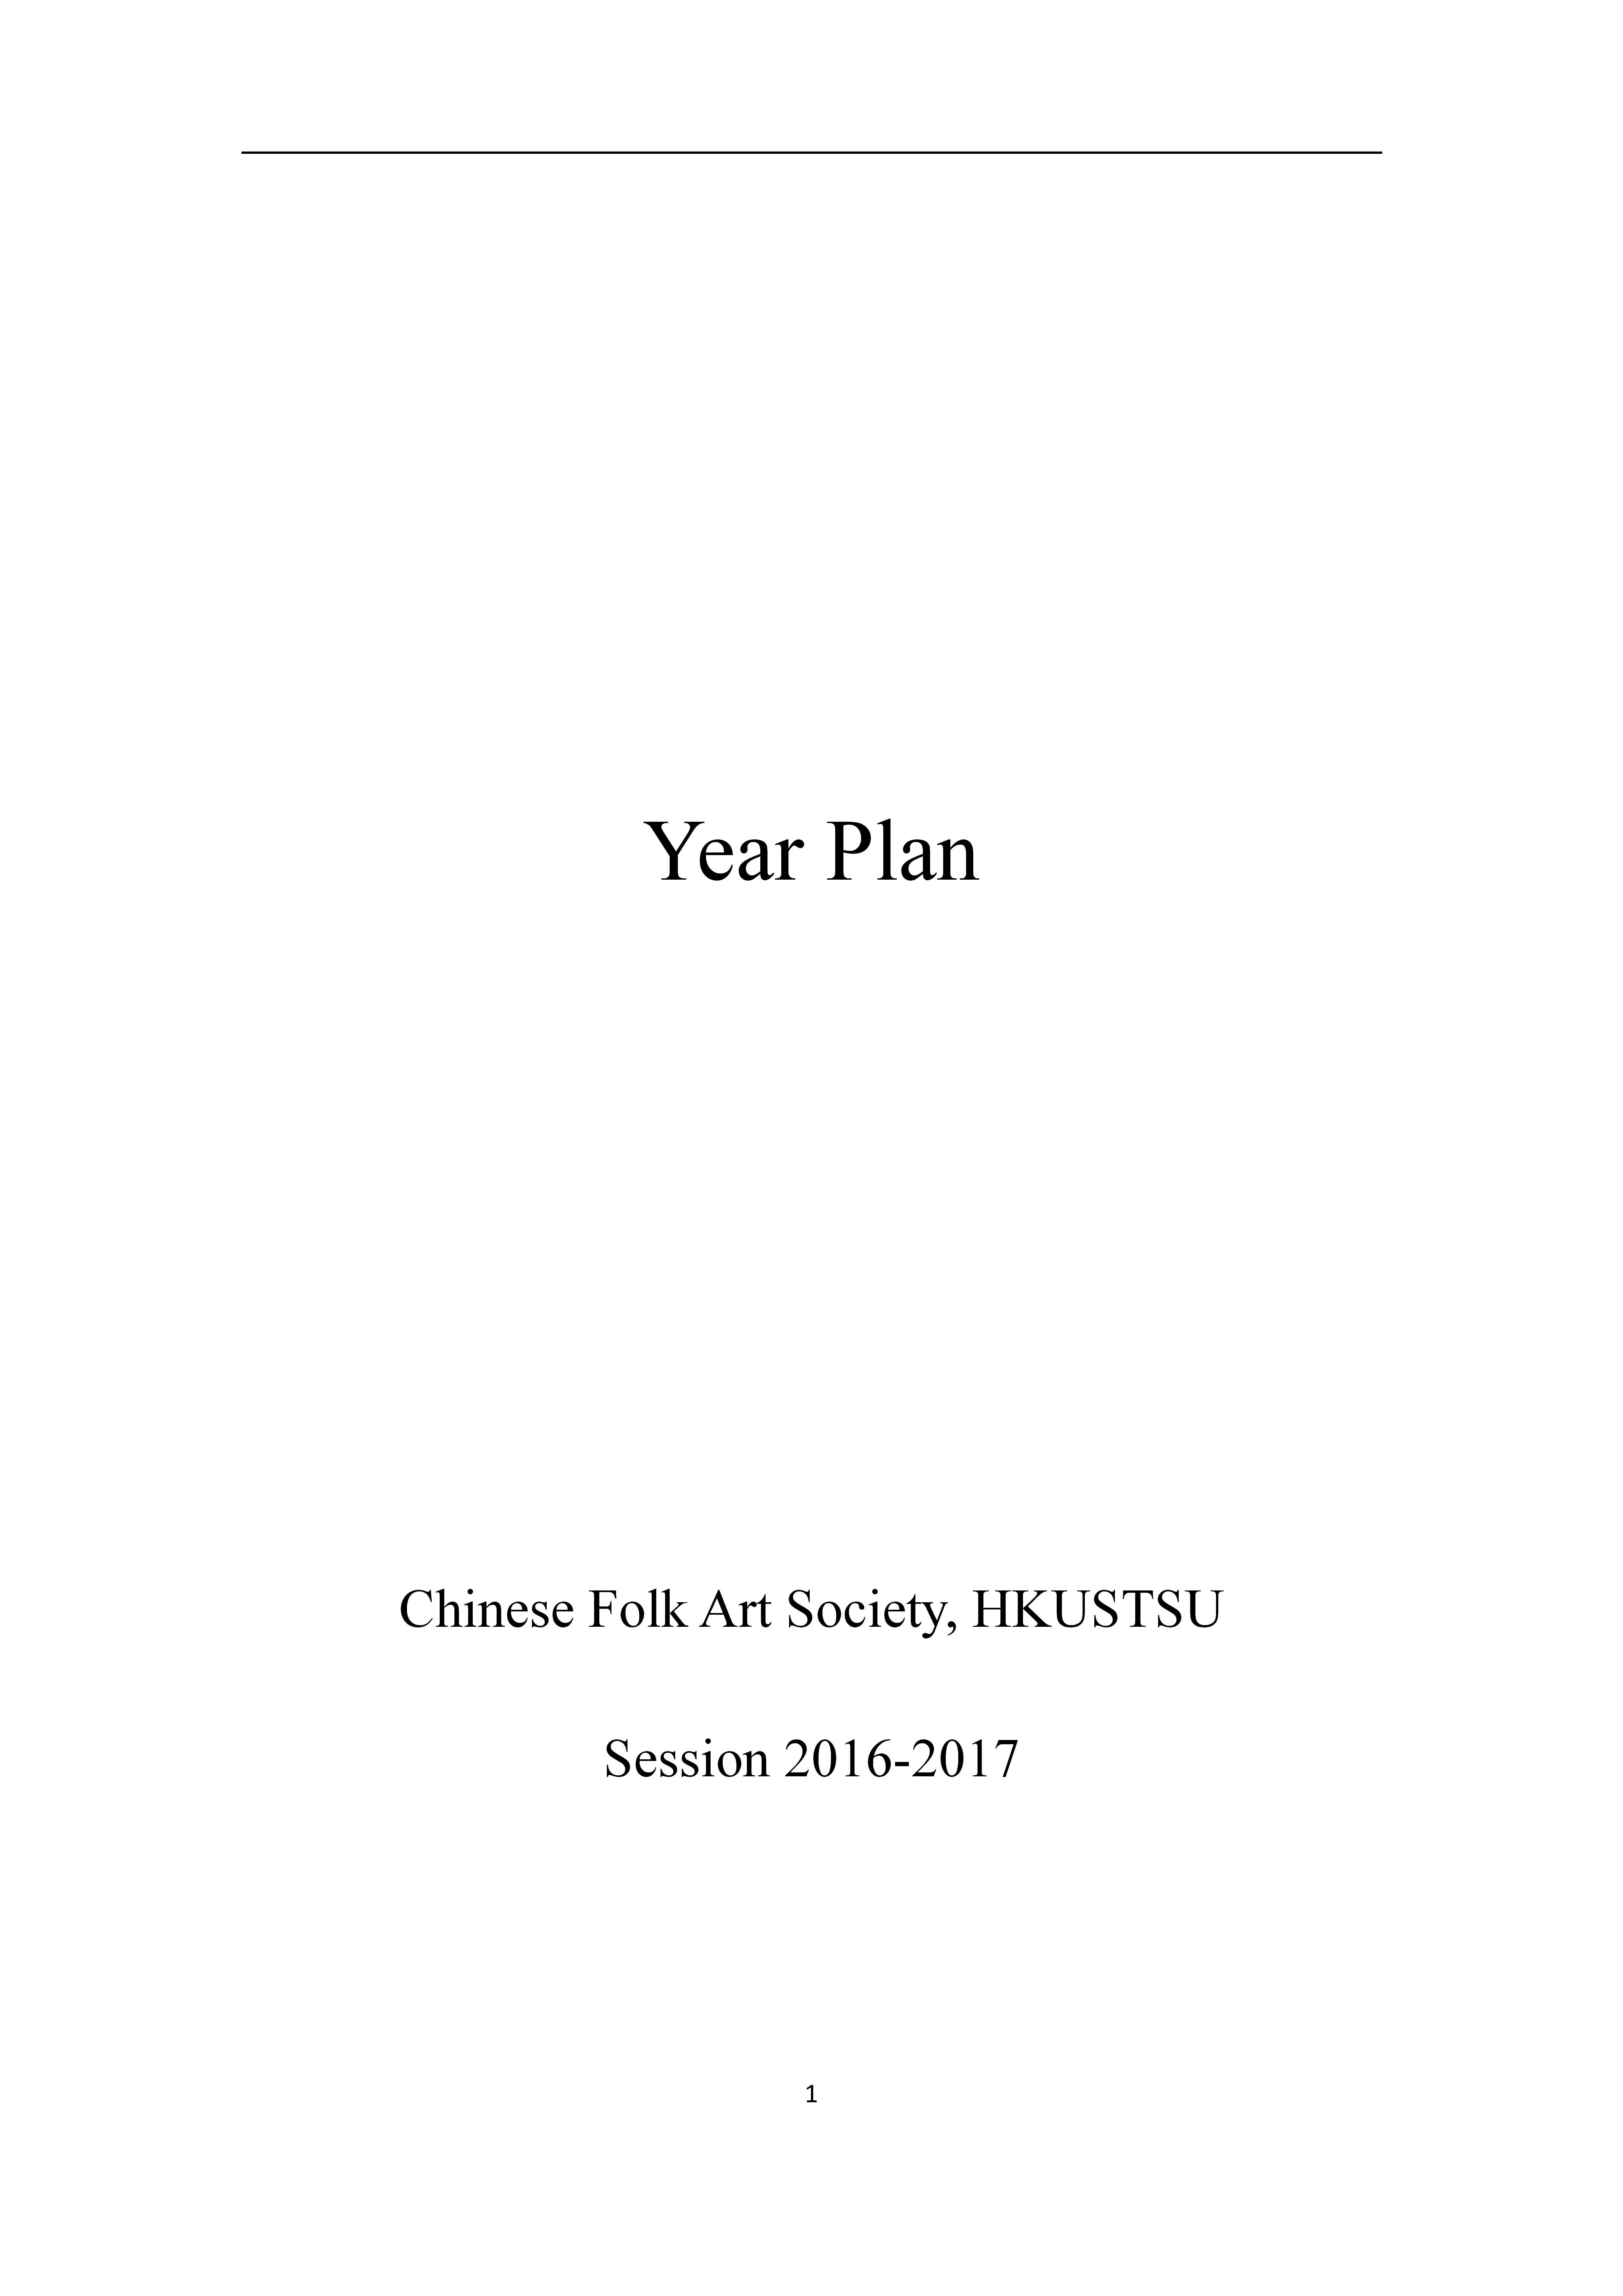 Year Plan
Chinese Folk Art Society, HKUSTSU
Session 2016-2017
1